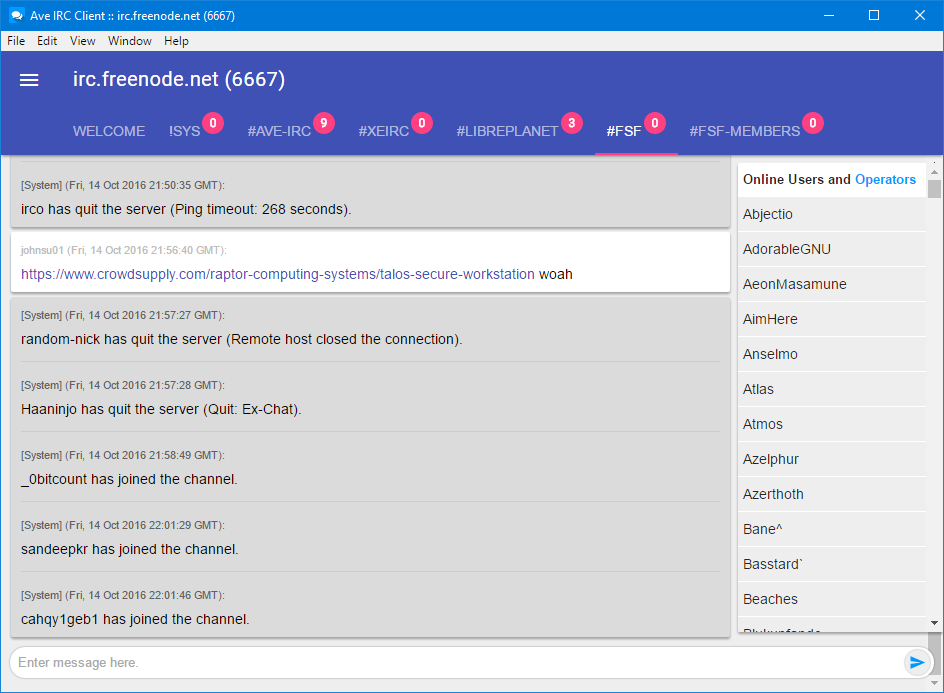 Ave IRC Client :: irc.freenode.net (6667)
File Edit View Window Help
irc.freenode.net (6667)
WELCOME !SYS 0 #AVE-IRC 9 #XEIRC 0 #LIBREPLANET 3 #FSF 0 #FSF-MEMBERS 0
[System] (Fri, 14 Oct 2016 21:50:35 GMT):
irco has quit the server (Ping timeout: 268 seconds).
johnsu01 (Fri, 14 Oct 2016 21:56:40 GMT):
https://www.crowdsupply.com/raptor-computing-systems/talos-secure-workstation woah
[System] (Fri, 14 Oct 2016 21:57:27 GMT):
random-nick has quit the server (Remote host closed the connection).
[System] (Fri, 14 Oct 2016 21:57:28 GMT):
Haaninjo has quit the server (Quit: Ex-Chat).
[System] (Fri, 14 Oct 2016 21:58:49 GMT):
_0bitcount has joined the channel.
[System] (Fri, 14 Oct 2016 22:01:29 GMT):
sandeepkr has joined the channel.
[System] (Fri, 14 Oct 2016 22:01:46 GMT):
cahqy1geb1 has joined the channel.
Online Users and Operators
Abjectio
AdorableGNU
AeonMasamune
AimHere
Anselmo
Atlas
Atmos
Azelphur
Azerthoth
Bane^
Basstard`
Beaches
Enter message here.